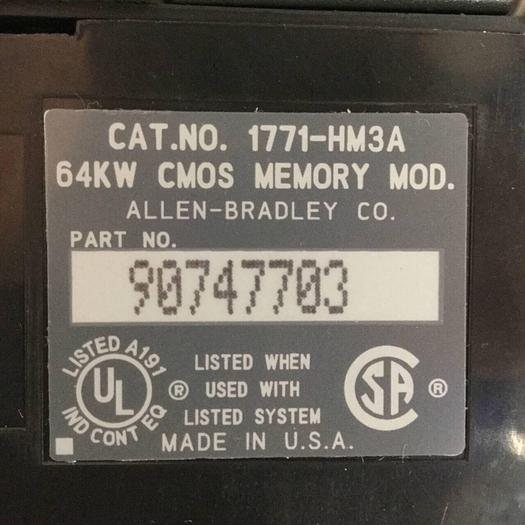 CAT.NO. 1771-HM3A
64KW CMOS MEMORY MOD.
ALLEN-BRADLEY CO.
PART NO.
90747703
LISTED A191
UL
IND CONT EQ
®
LISTED WHEN
USED WITH
LISTED SYSTEM
SA
®
MADE IN U.S.A.